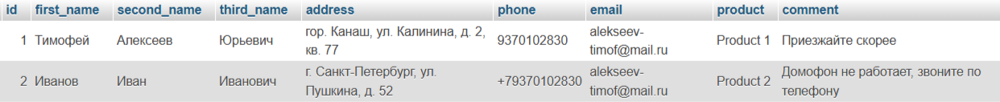 id first_name second_name third_name address phone email product comment
1 Тимофей Алексеев Юрьевич гор. Канаш, ул. Калинина, д. 2, кв. 77 9370102830 alekseev-timof@mail.ru Product 1 Приезжайте скорее
2 Иванов Иван Иванович г. Санкт-Петербург, ул. Пушкина, д. 52 +79370102830 alekseev-timof@mail.ru Product 2 Домофон не работает, звоните по телефону